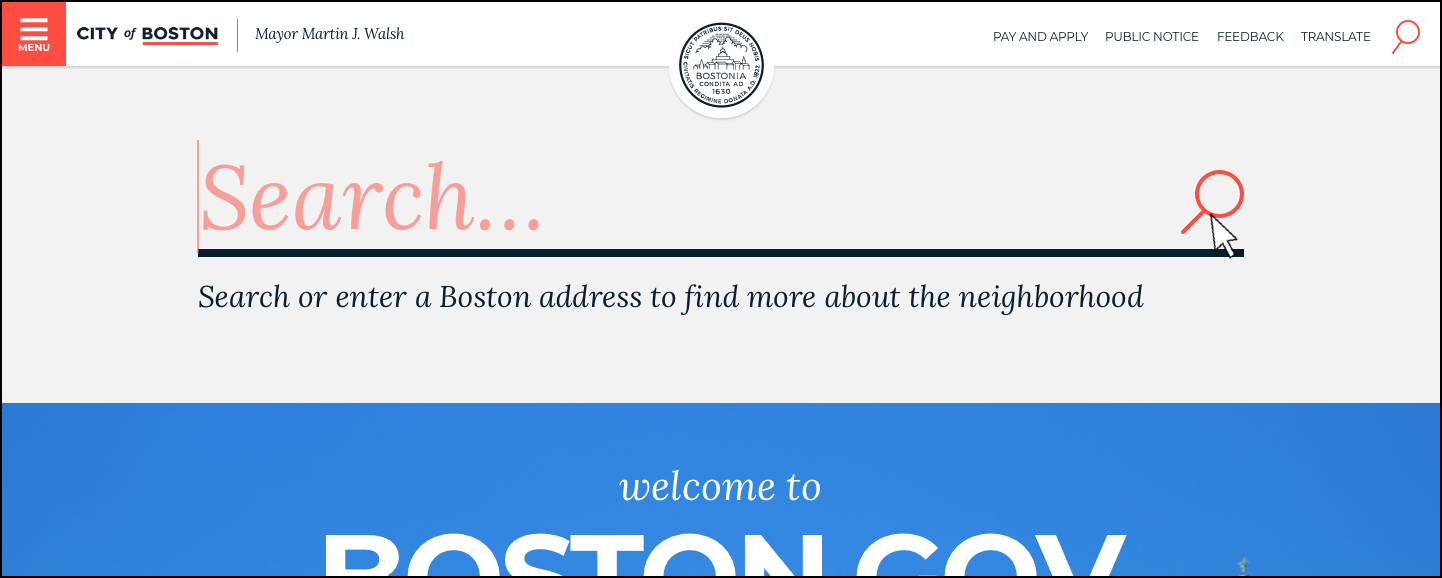 MENU
CITY of BOSTON
Mayor Martin J. Walsh
SICUT PATRIBUS SIT DEUS NOBIS
BOSTONIA
CONDITA AD
1630
CIVITATIS REGIMINE DONATA A.D. 1822
PAY AND APPLY
PUBLIC NOTICE
FEEDBACK
TRANSLATE
Search...
Search or enter a Boston address to find more about the neighborhood
welcome to
BOSTON.GOV